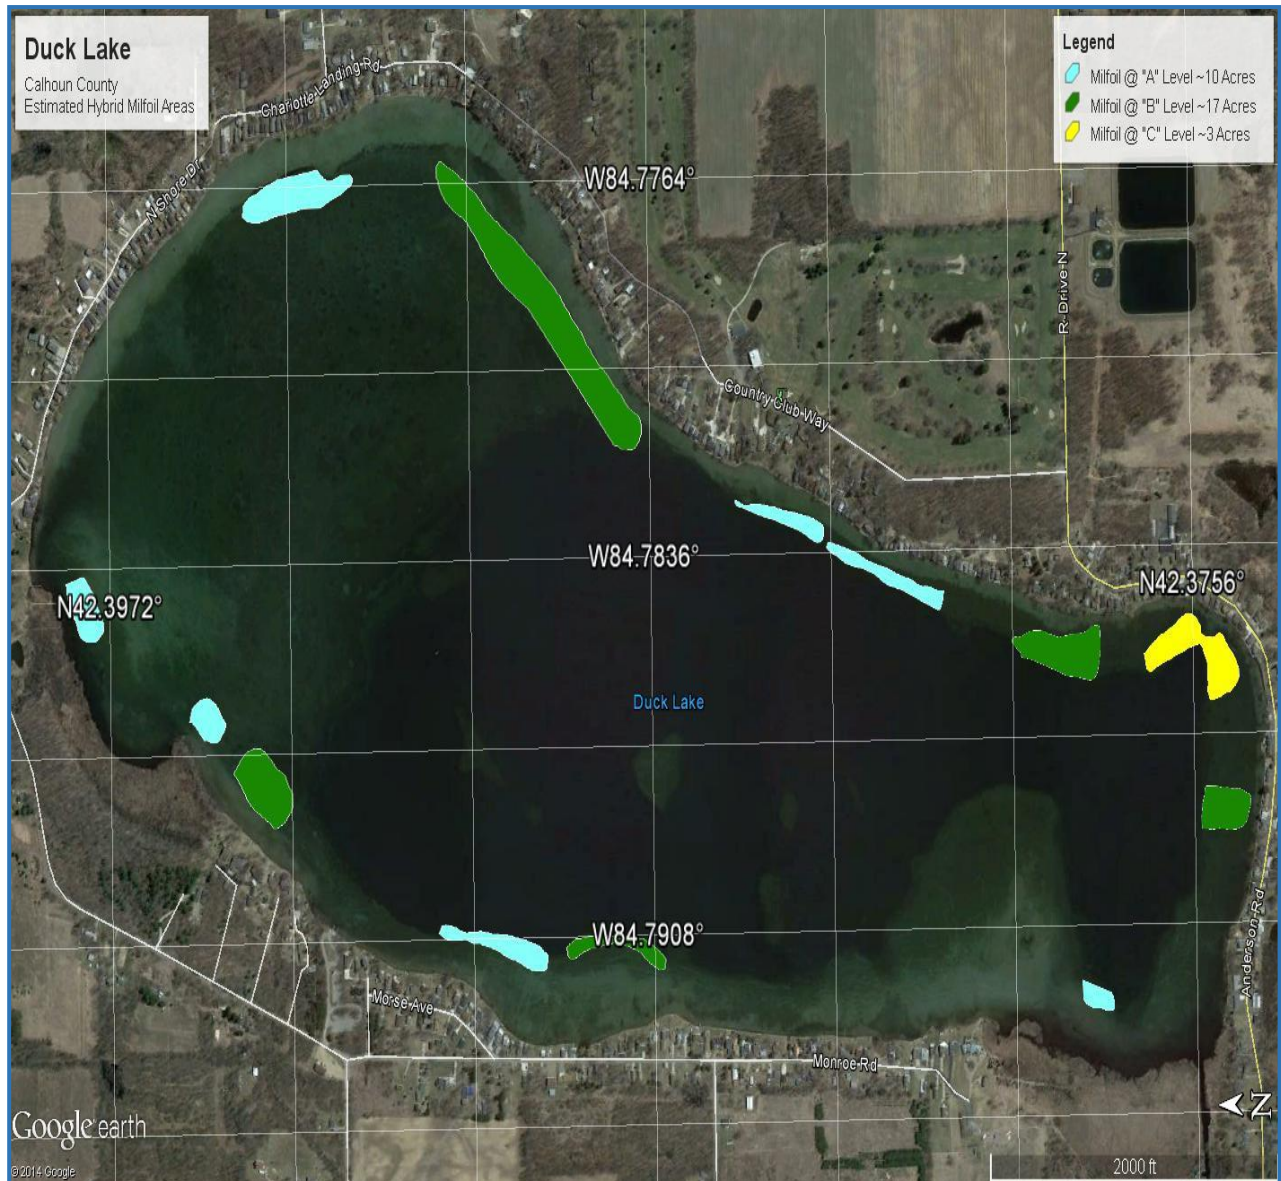 Duck Lake
Calhoun County
Estimated Hybrid Milfoil Areas
Legend
Milfoil @ "A" Level ~10 Acres
Milfoil @ "B" Level ~17 Acres
Milfoil @ "C" Level ~3 Acres
Charlotte Landing Rd
N Shore Dr
W84.7764°
R-Drive-N
Country Club Way
W84.7836°
N42.3972°
N42.3756°
Duck Lake
W84.7908°
Anderson-Rd
Morse Ave
Monroe Rd
N
Google earth
© 2014 Google
2000 ft